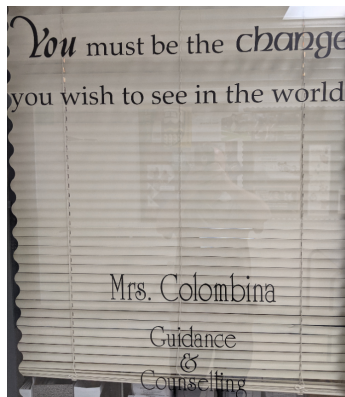 You must be the change
you wish to see in the world
Mrs. Colombina
Guidance
&
Counselling